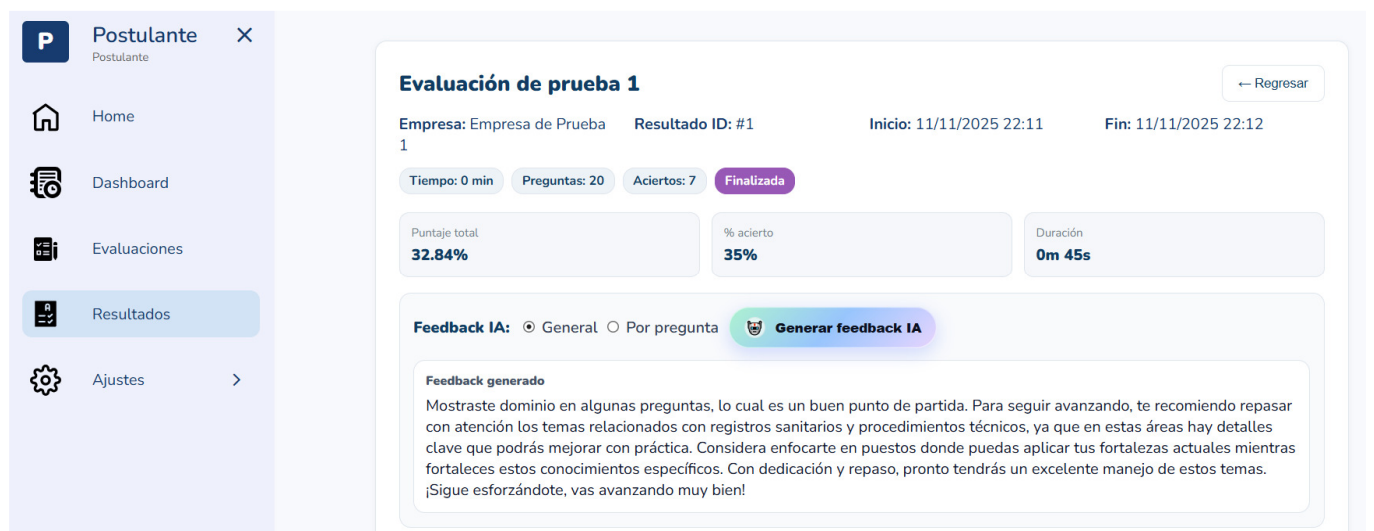 P
Postulante
Postulante
Home
Dashboard
Evaluaciones
Resultados
Ajustes
Evaluación de prueba 1
← Regresar
Empresa: Empresa de Prueba 1
Resultado ID: #1
Inicio: 11/11/2025 22:11
Fin: 11/11/2025 22:12
Tiempo: 0 min
Preguntas: 20
Aciertos: 7
Finalizada
Puntaje total
32.84%
% acierto
35%
Duración
0m 45s
Feedback IA: General Por pregunta
Generar feedback IA
Feedback generado
Mostraste dominio en algunas preguntas, lo cual es un buen punto de partida. Para seguir avanzando, te recomiendo repasar
con atención los temas relacionados con registros sanitarios y procedimientos técnicos, ya que en estas áreas hay detalles
clave que podrás mejorar con práctica. Considera enfocarte en puestos donde puedas aplicar tus fortalezas actuales mientras
fortaleces estos conocimientos específicos. Con dedicación y repaso, pronto tendrás un excelente manejo de estos temas.
¡Sigue esforzándote, vas avanzando muy bien!